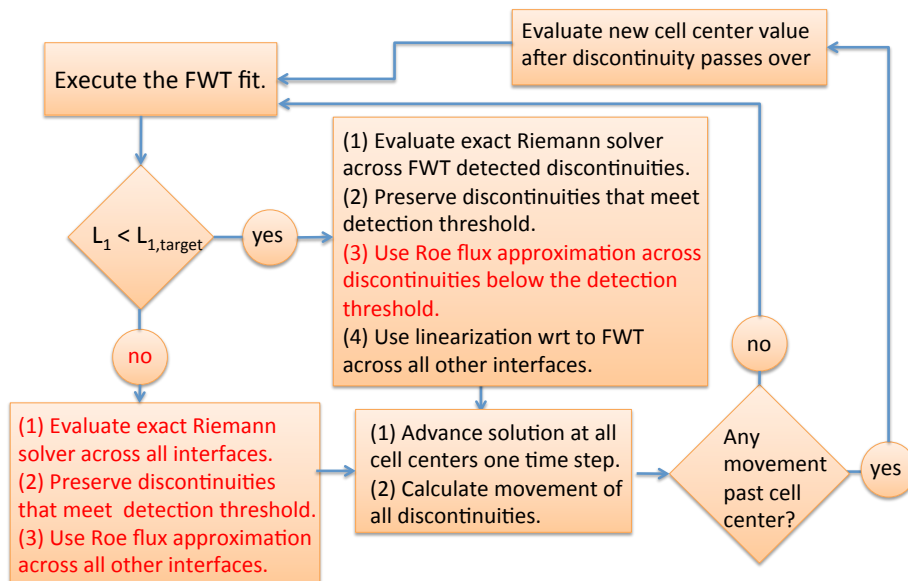 Execute the FWT fit.
Evaluate new cell center value
after discontinuity passes over
L1 < L1,target
yes
(1) Evaluate exact Riemann solver
across FWT detected discontinuities.
(2) Preserve discontinuities that meet
detection threshold.
(3) Use Roe flux approximation across
discontinuities below the detection
threshold.
(4) Use linearization wrt to FWT
across all other interfaces.
no
(1) Evaluate exact Riemann
solver across all interfaces.
(2) Preserve discontinuities
that meet detection threshold.
(3) Use Roe flux approximation
across all other interfaces.
(1) Advance solution at all
cell centers one time step.
(2) Calculate movement of
all discontinuities.
no
Any
movement
past cell
center?
yes